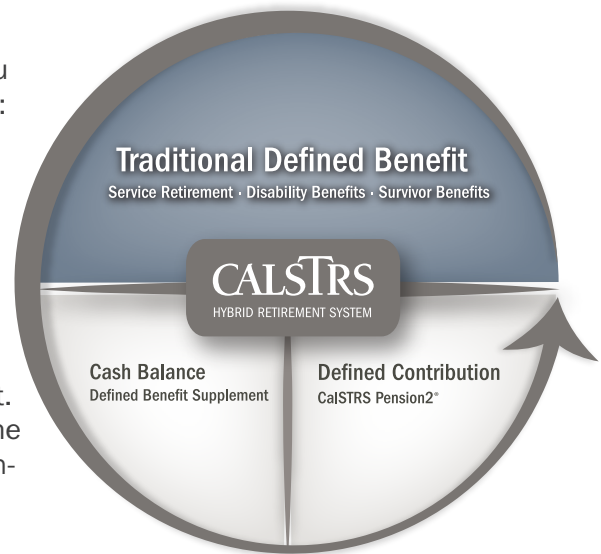 u
:
Traditional Defined Benefit
Service Retirement · Disability Benefits · Survivor Benefits
CALSTRS
HYBRID RETIREMENT SYSTEM
Cash Balance
Defined Benefit Supplement
Defined Contribution
CalSTRS Pension2®
t.
ne
n-